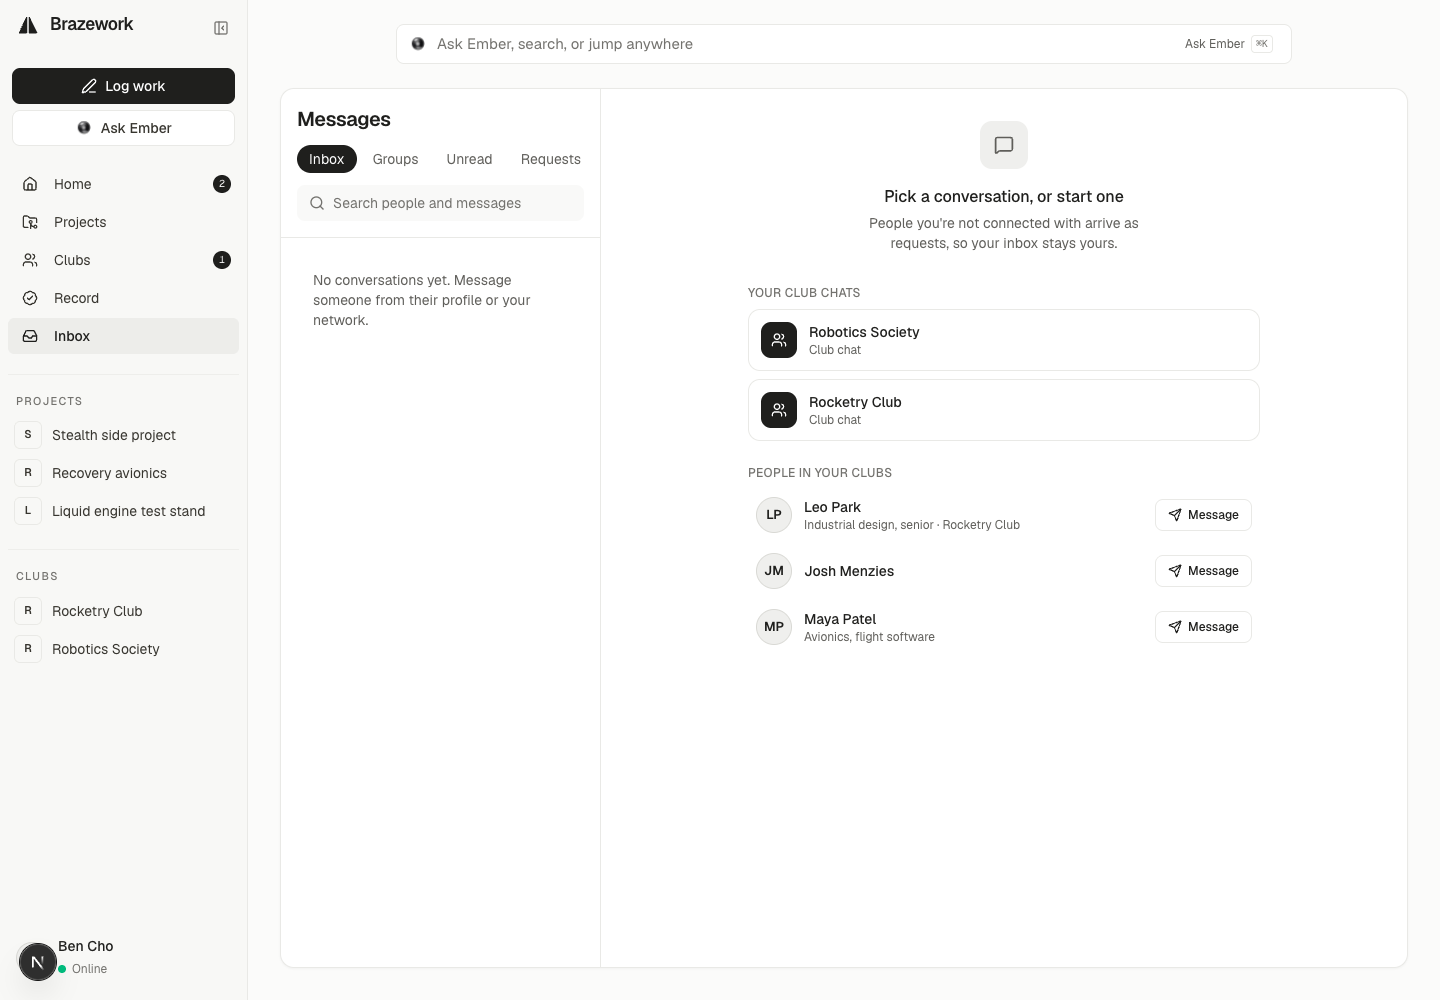 Brazework
Log work
Ask Ember
Home
2
Projects
Clubs
1
Record
Inbox
PROJECTS
S
Stealth side project
R
Recovery avionics
L
Liquid engine test stand
CLUBS
R
Rocketry Club
R
Robotics Society
Ben Cho
N
Online
Ask Ember, search, or jump anywhere
Ask Ember
⌘K
Messages
Inbox
Groups
Unread
Requests
Search people and messages
No conversations yet. Message
someone from their profile or your
network.
Pick a conversation, or start one
People you're not connected with arrive as
requests, so your inbox stays yours.
YOUR CLUB CHATS
Robotics Society
Club chat
Rocketry Club
Club chat
PEOPLE IN YOUR CLUBS
LP
Leo Park
Industrial design, senior · Rocketry Club
Message
JM
Josh Menzies
Message
MP
Maya Patel
Avionics, flight software
Message